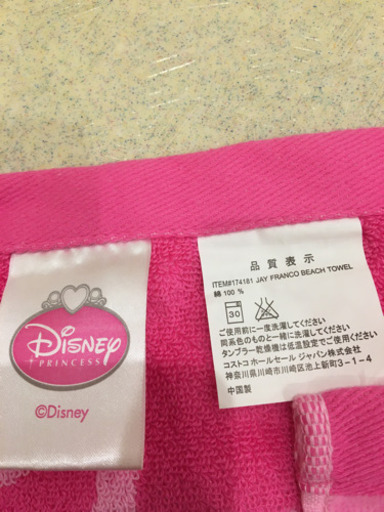 Disney
PRINCESS
©Disney
品質表示
ITEM#174181 JAY FRANCO BEACH TOWEL
綿 100 %
30
ご使用前に一度洗濯してください
同系色のものと一緒に洗濯してください
タンブラー乾燥機は低温設定でご使用ください
コストコ ホールセール ジャパン株式会社
神奈川県川崎市川崎区池上新町3-1-4
中国製